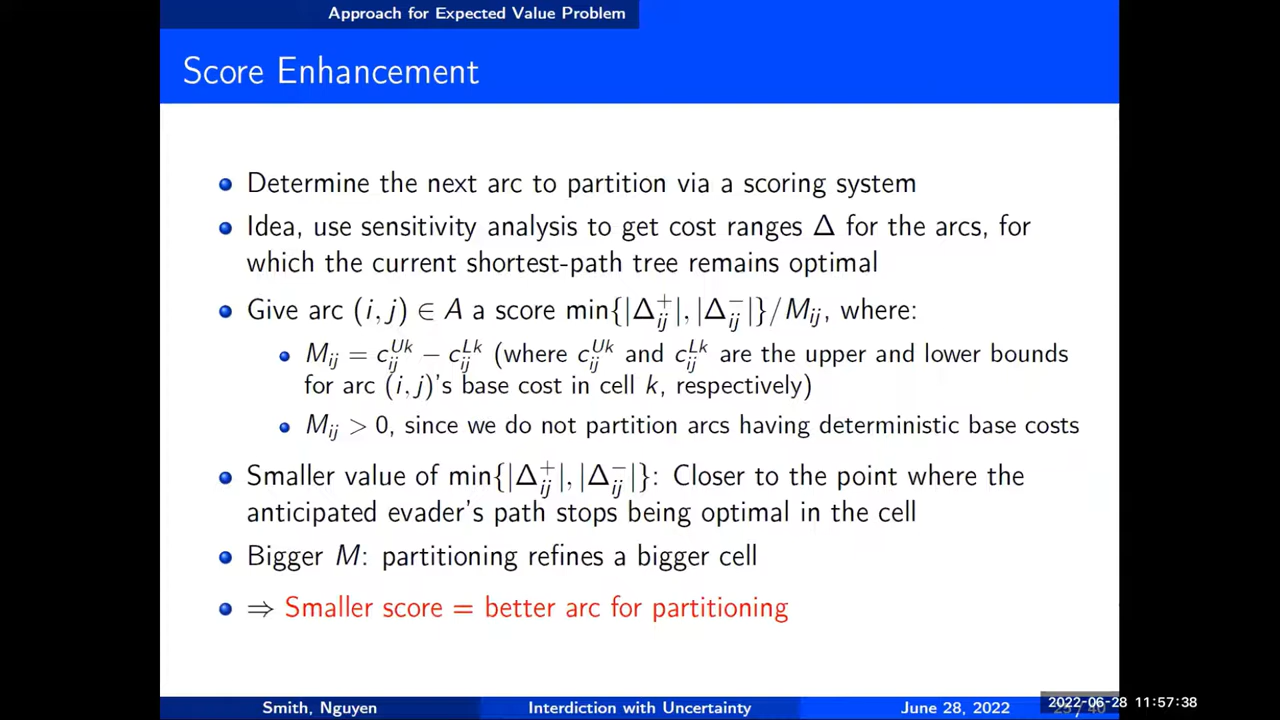 Approach for Expected Value Problem
Score Enhancement
Determine the next arc to partition via a scoring system
Idea, use sensitivity analysis to get cost ranges Δ for the arcs, for
which the current shortest-path tree remains optimal
Give arc (i, j) ∈ A a score min{|Δ⁺ᵢⱼ|, |Δ⁻ᵢⱼ|}/Mᵢⱼ, where:
Mᵢⱼ = cᵢⱼᵁᵏ − cᵢⱼᴸᵏ (where cᵢⱼᵁᵏ and cᵢⱼᴸᵏ are the upper and lower bounds
for arc (i, j)'s base cost in cell k, respectively)
Mᵢⱼ > 0, since we do not partition arcs having deterministic base costs
Smaller value of min{|Δ⁺ᵢⱼ|, |Δ⁻ᵢⱼ|}: Closer to the point where the
anticipated evader's path stops being optimal in the cell
Bigger M: partitioning refines a bigger cell
⇒ Smaller score = better arc for partitioning
Smith, Nguyen
Interdiction with Uncertainty
June 28, 2022
2022-06-28 11:57:38